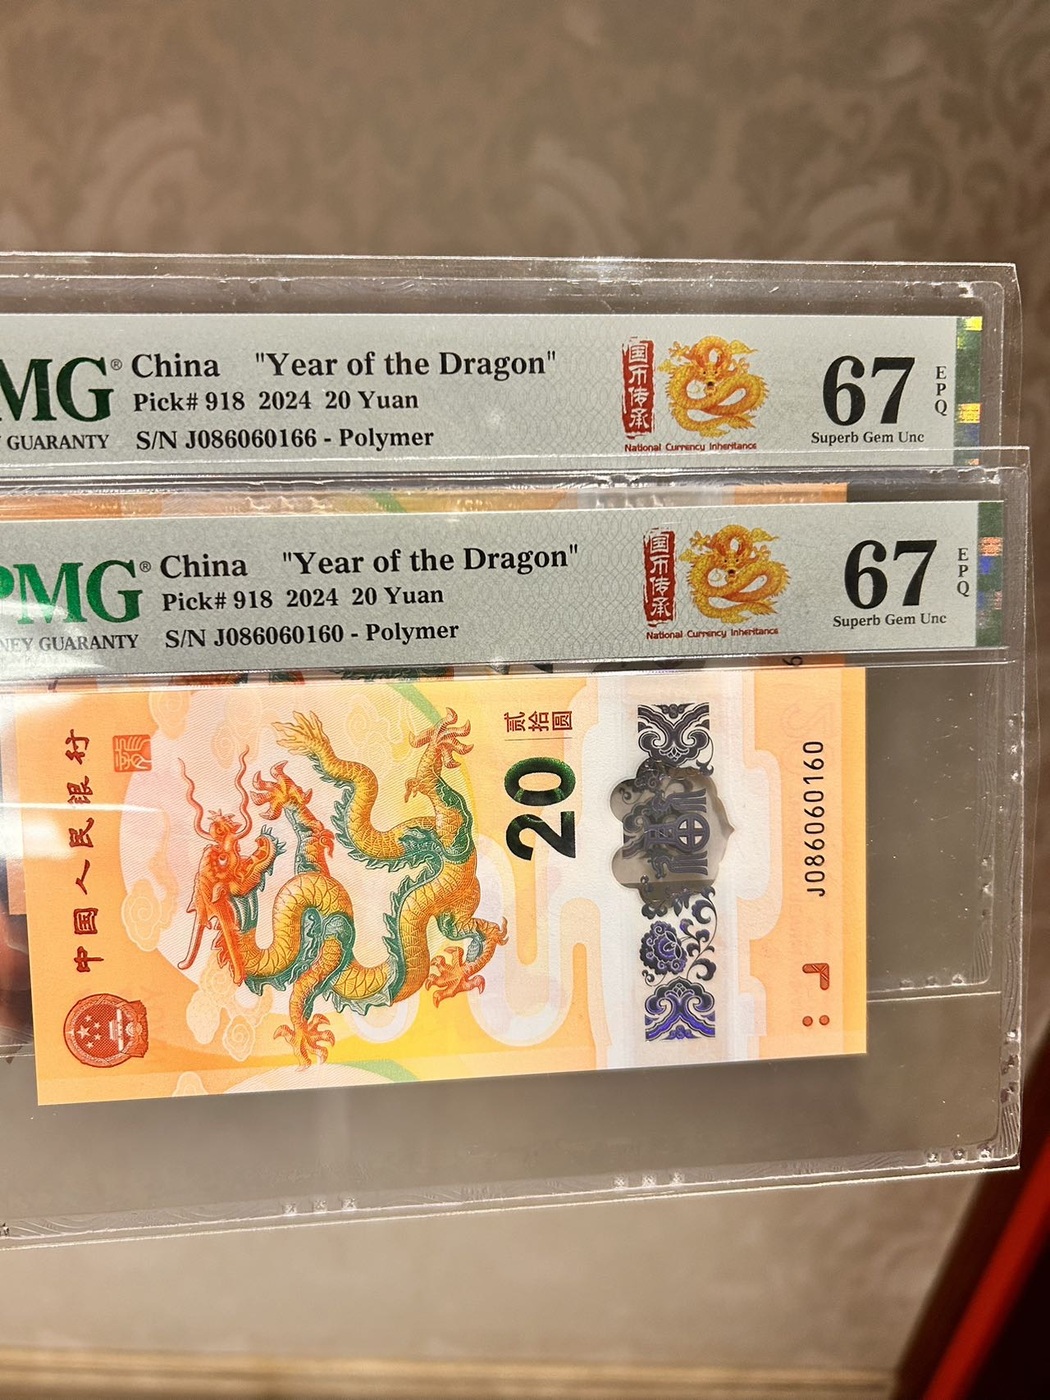 MG® China "Year of the Dragon"
Pick# 918 2024 20 Yuan
GUARANTY S/N J086060166 - Polymer
国币传承
National Currency Inheritance
67 EPQ
Superb Gem Unc
PMG® China "Year of the Dragon"
Pick# 918 2024 20 Yuan
NEY GUARANTY S/N J086060160 - Polymer
国币传承
National Currency Inheritance
67 EPQ
Superb Gem Unc
中国人民银行
贰拾圆
20
J086060160